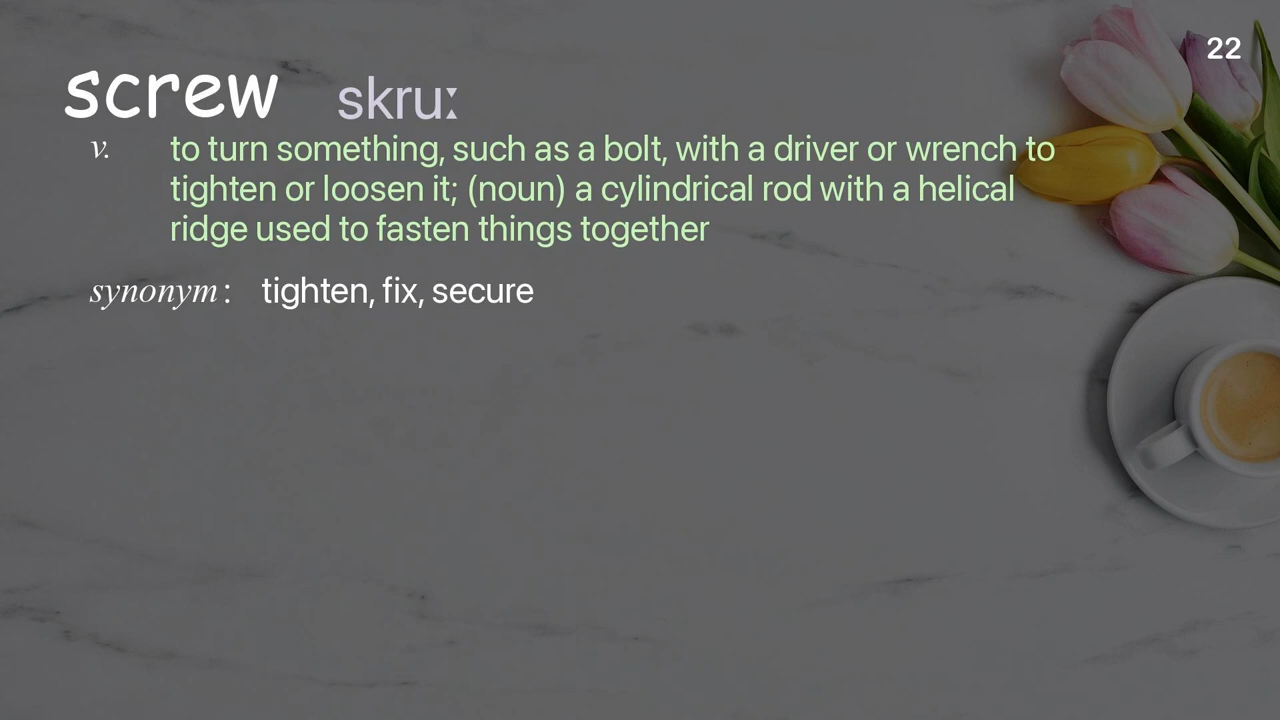 22
screw skruː
v. to turn something, such as a bolt, with a driver or wrench to
tighten or loosen it; (noun) a cylindrical rod with a helical
ridge used to fasten things together
synonym: tighten, fix, secure